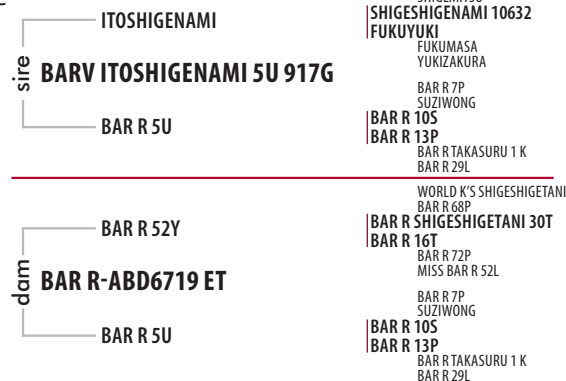 ITOSHIGENAMI
SHIGESHIGENAMI 10632
FUKUYUKI
FUKUMASA
YUKIZAKURA
sire
BARV ITOSHIGENAMI 5U 917G
BAR R 7P
SUZIWONG
BAR R 5U
BAR R 10S
BAR R 13P
BAR R TAKASURU 1 K
BAR R 29L
WORLD K'S SHIGESHIGETANI
BAR R 68P
BAR R 52Y
BAR R SHIGESHIGETANI 30T
BAR R 16T
BAR R 72P
MISS BAR R 52L
dam
BAR R-ABD6719 ET
BAR R 7P
SUZIWONG
BAR R 5U
BAR R 10S
BAR R 13P
BAR R TAKASURU 1 K
BAR R 29L